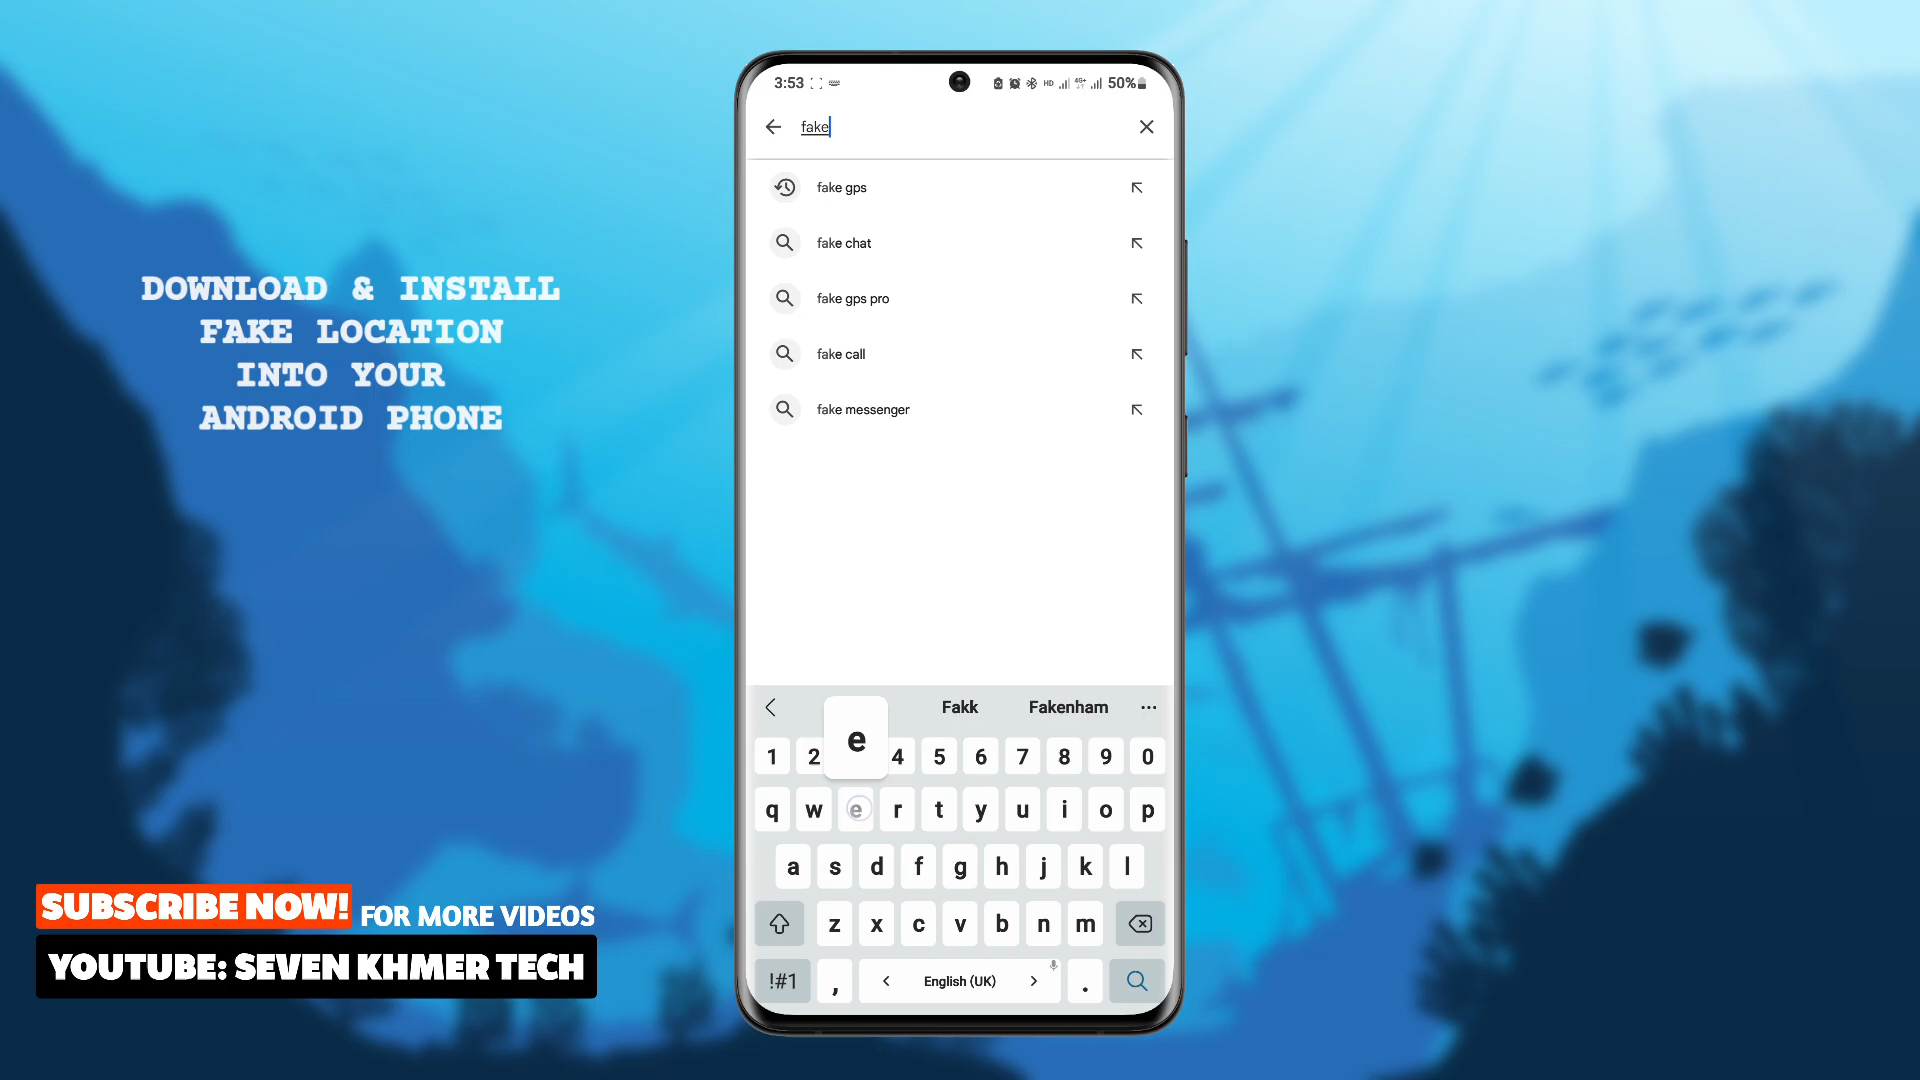 DOWNLOAD & INSTALL
FAKE LOCATION
INTO YOUR
ANDROID PHONE
SUBSCRIBE NOW! FOR MORE VIDEOS
YOUTUBE: SEVEN KHMER TECH
3:53 HD 4G+ 50%
fake
fake gps
fake chat
fake gps pro
fake call
fake messenger
e Fakk Fakenham
1 2 4 5 6 7 8 9 0
q w e r t y u i o p
a s d f g h j k l
z x c v b n m
!#1 , English (UK) .